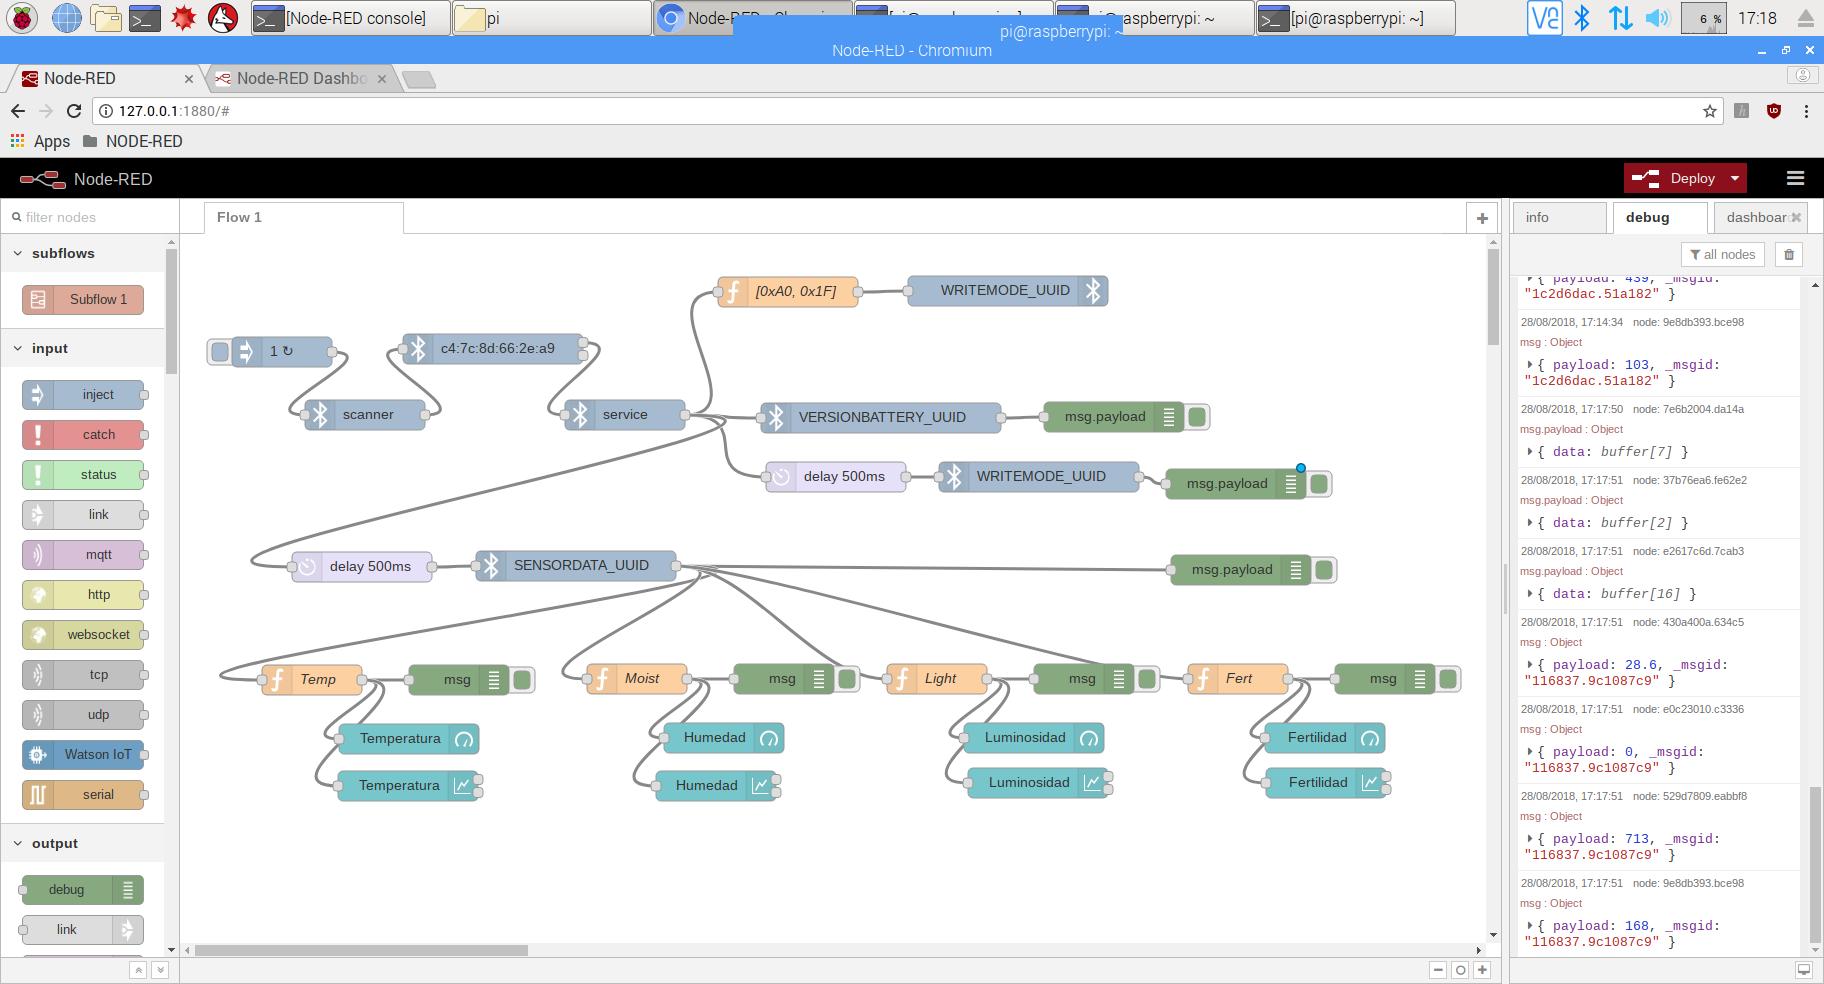 [Node-RED console]
pi
[pi@raspberrypi: ~]
6 %
17:18
pi@raspberrypi: ~
Node-RED - Chromium
Node-RED
Node-RED Dashbo
127.0.0.1:1880/#
Apps
NODE-RED
Node-RED
Deploy
filter nodes
Flow 1
info
debug
dashboard
all nodes
subflows
Subflow 1
input
inject
catch
status
link
mqtt
http
websocket
tcp
udp
Watson IoT
serial
output
debug
link
[0xA0, 0x1F]
WRITEMODE_UUID
1 ↻
c4:7c:8d:66:2e:a9
scanner
service
VERSIONBATTERY_UUID
msg.payload
delay 500ms
WRITEMODE_UUID
msg.payload
delay 500ms
SENSORDATA_UUID
msg.payload
Temp
msg
Moist
msg
Light
msg
Fert
msg
Temperatura
Humedad
Luminosidad
Fertilidad
Temperatura
Humedad
Luminosidad
Fertilidad
{ payload: 439, _msgid:
"1c2d6dac.51a182" }
28/08/2018, 17:14:34 node: 9e8db393.bce98
msg : Object
{ payload: 103, _msgid:
"1c2d6dac.51a182" }
28/08/2018, 17:17:50 node: 7e6b2004.da14a
msg.payload : Object
{ data: buffer[7] }
28/08/2018, 17:17:51 node: 37b76ea6.fe62e2
msg.payload : Object
{ data: buffer[2] }
28/08/2018, 17:17:51 node: e2617c6d.7cab3
msg.payload : Object
{ data: buffer[16] }
28/08/2018, 17:17:51 node: 430a400a.634c5
msg : Object
{ payload: 28.6, _msgid:
"116837.9c1087c9" }
28/08/2018, 17:17:51 node: e0c23010.c3336
msg : Object
{ payload: 0, _msgid:
"116837.9c1087c9" }
28/08/2018, 17:17:51 node: 529d7809.eabbf8
msg : Object
{ payload: 713, _msgid:
"116837.9c1087c9" }
28/08/2018, 17:17:51 node: 9e8db393.bce98
msg : Object
{ payload: 168, _msgid:
"116837.9c1087c9" }